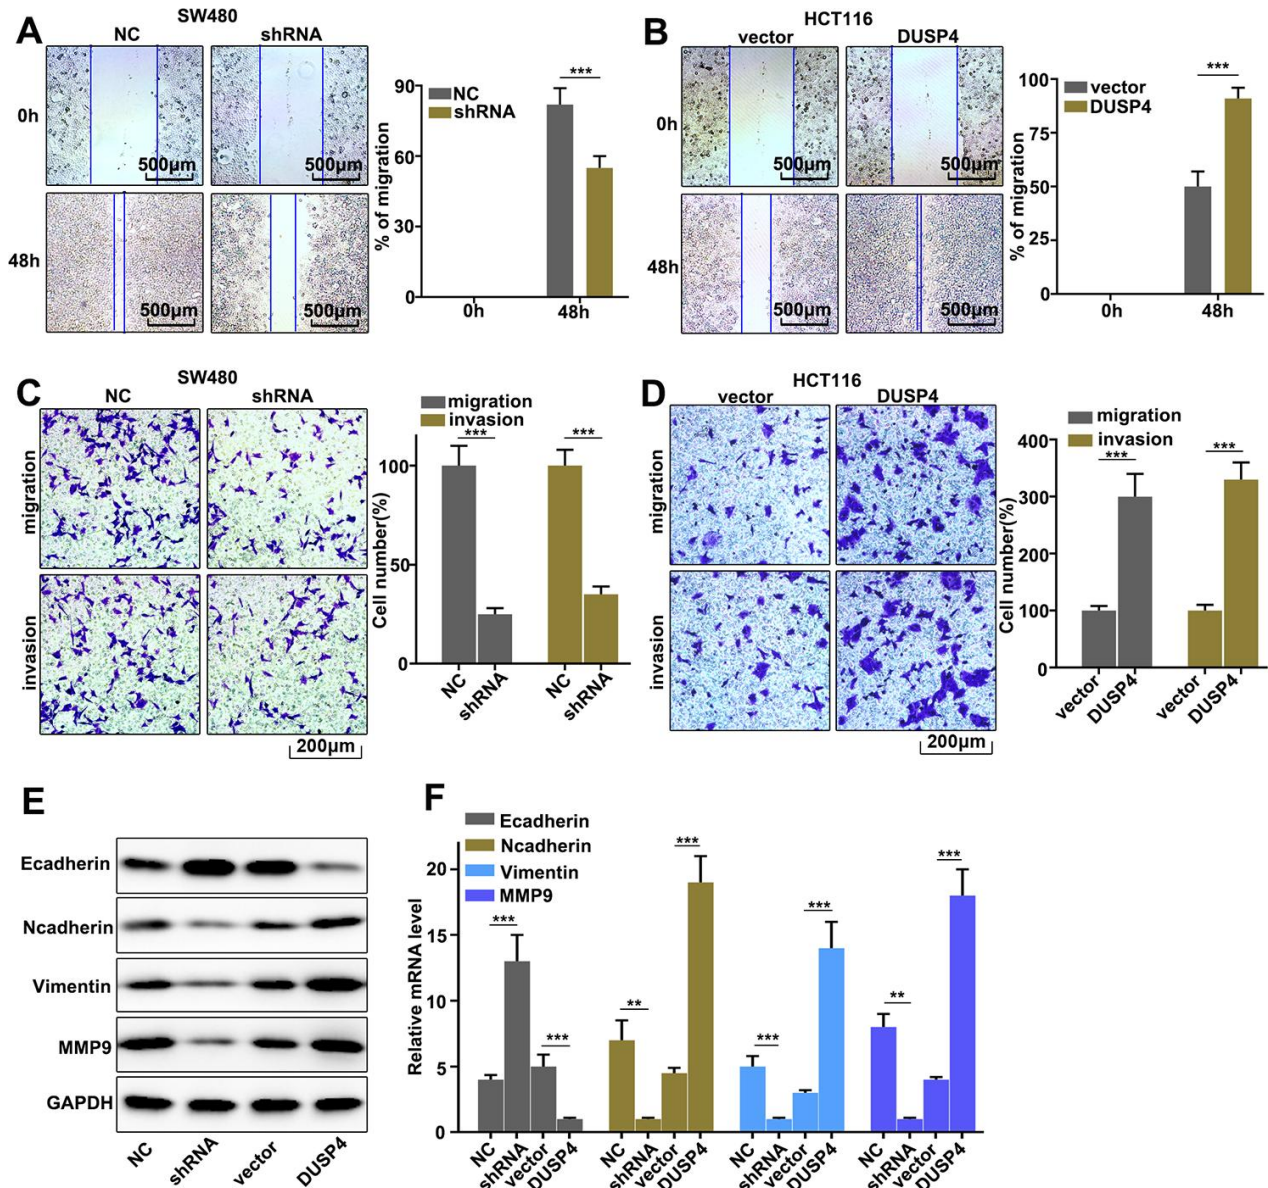 A
SW480
NC shRNA
0h
500µm 500µm
48h
500µm 500µm
% of migration
90
60
30
0
NC
shRNA
***
0h 48h
B
HCT116
vector DUSP4
0h
500µm 500µm
48h
500µm 500µm
% of migration
100
75
50
25
0
vector
DUSP4
***
0h 48h
C
SW480
NC shRNA
migration
invasion
200µm
Cell number(%)
100
50
0
migration
invasion
*** ***
NC shRNA NC shRNA
D
HCT116
vector DUSP4
migration
invasion
200µm
Cell number(%)
400
300
200
100
0
migration
invasion
*** ***
vector DUSP4 vector DUSP4
E
Ecadherin
Ncadherin
Vimentin
MMP9
GAPDH
NC shRNA vector DUSP4
F
Relative mRNA level
20
15
10
5
0
Ecadherin
Ncadherin
Vimentin
MMP9
*** *** ** *** *** *** ** ***
NC shRNA vector DUSP4 NC shRNA vector DUSP4 NC shRNA vector DUSP4 NC shRNA vector DUSP4